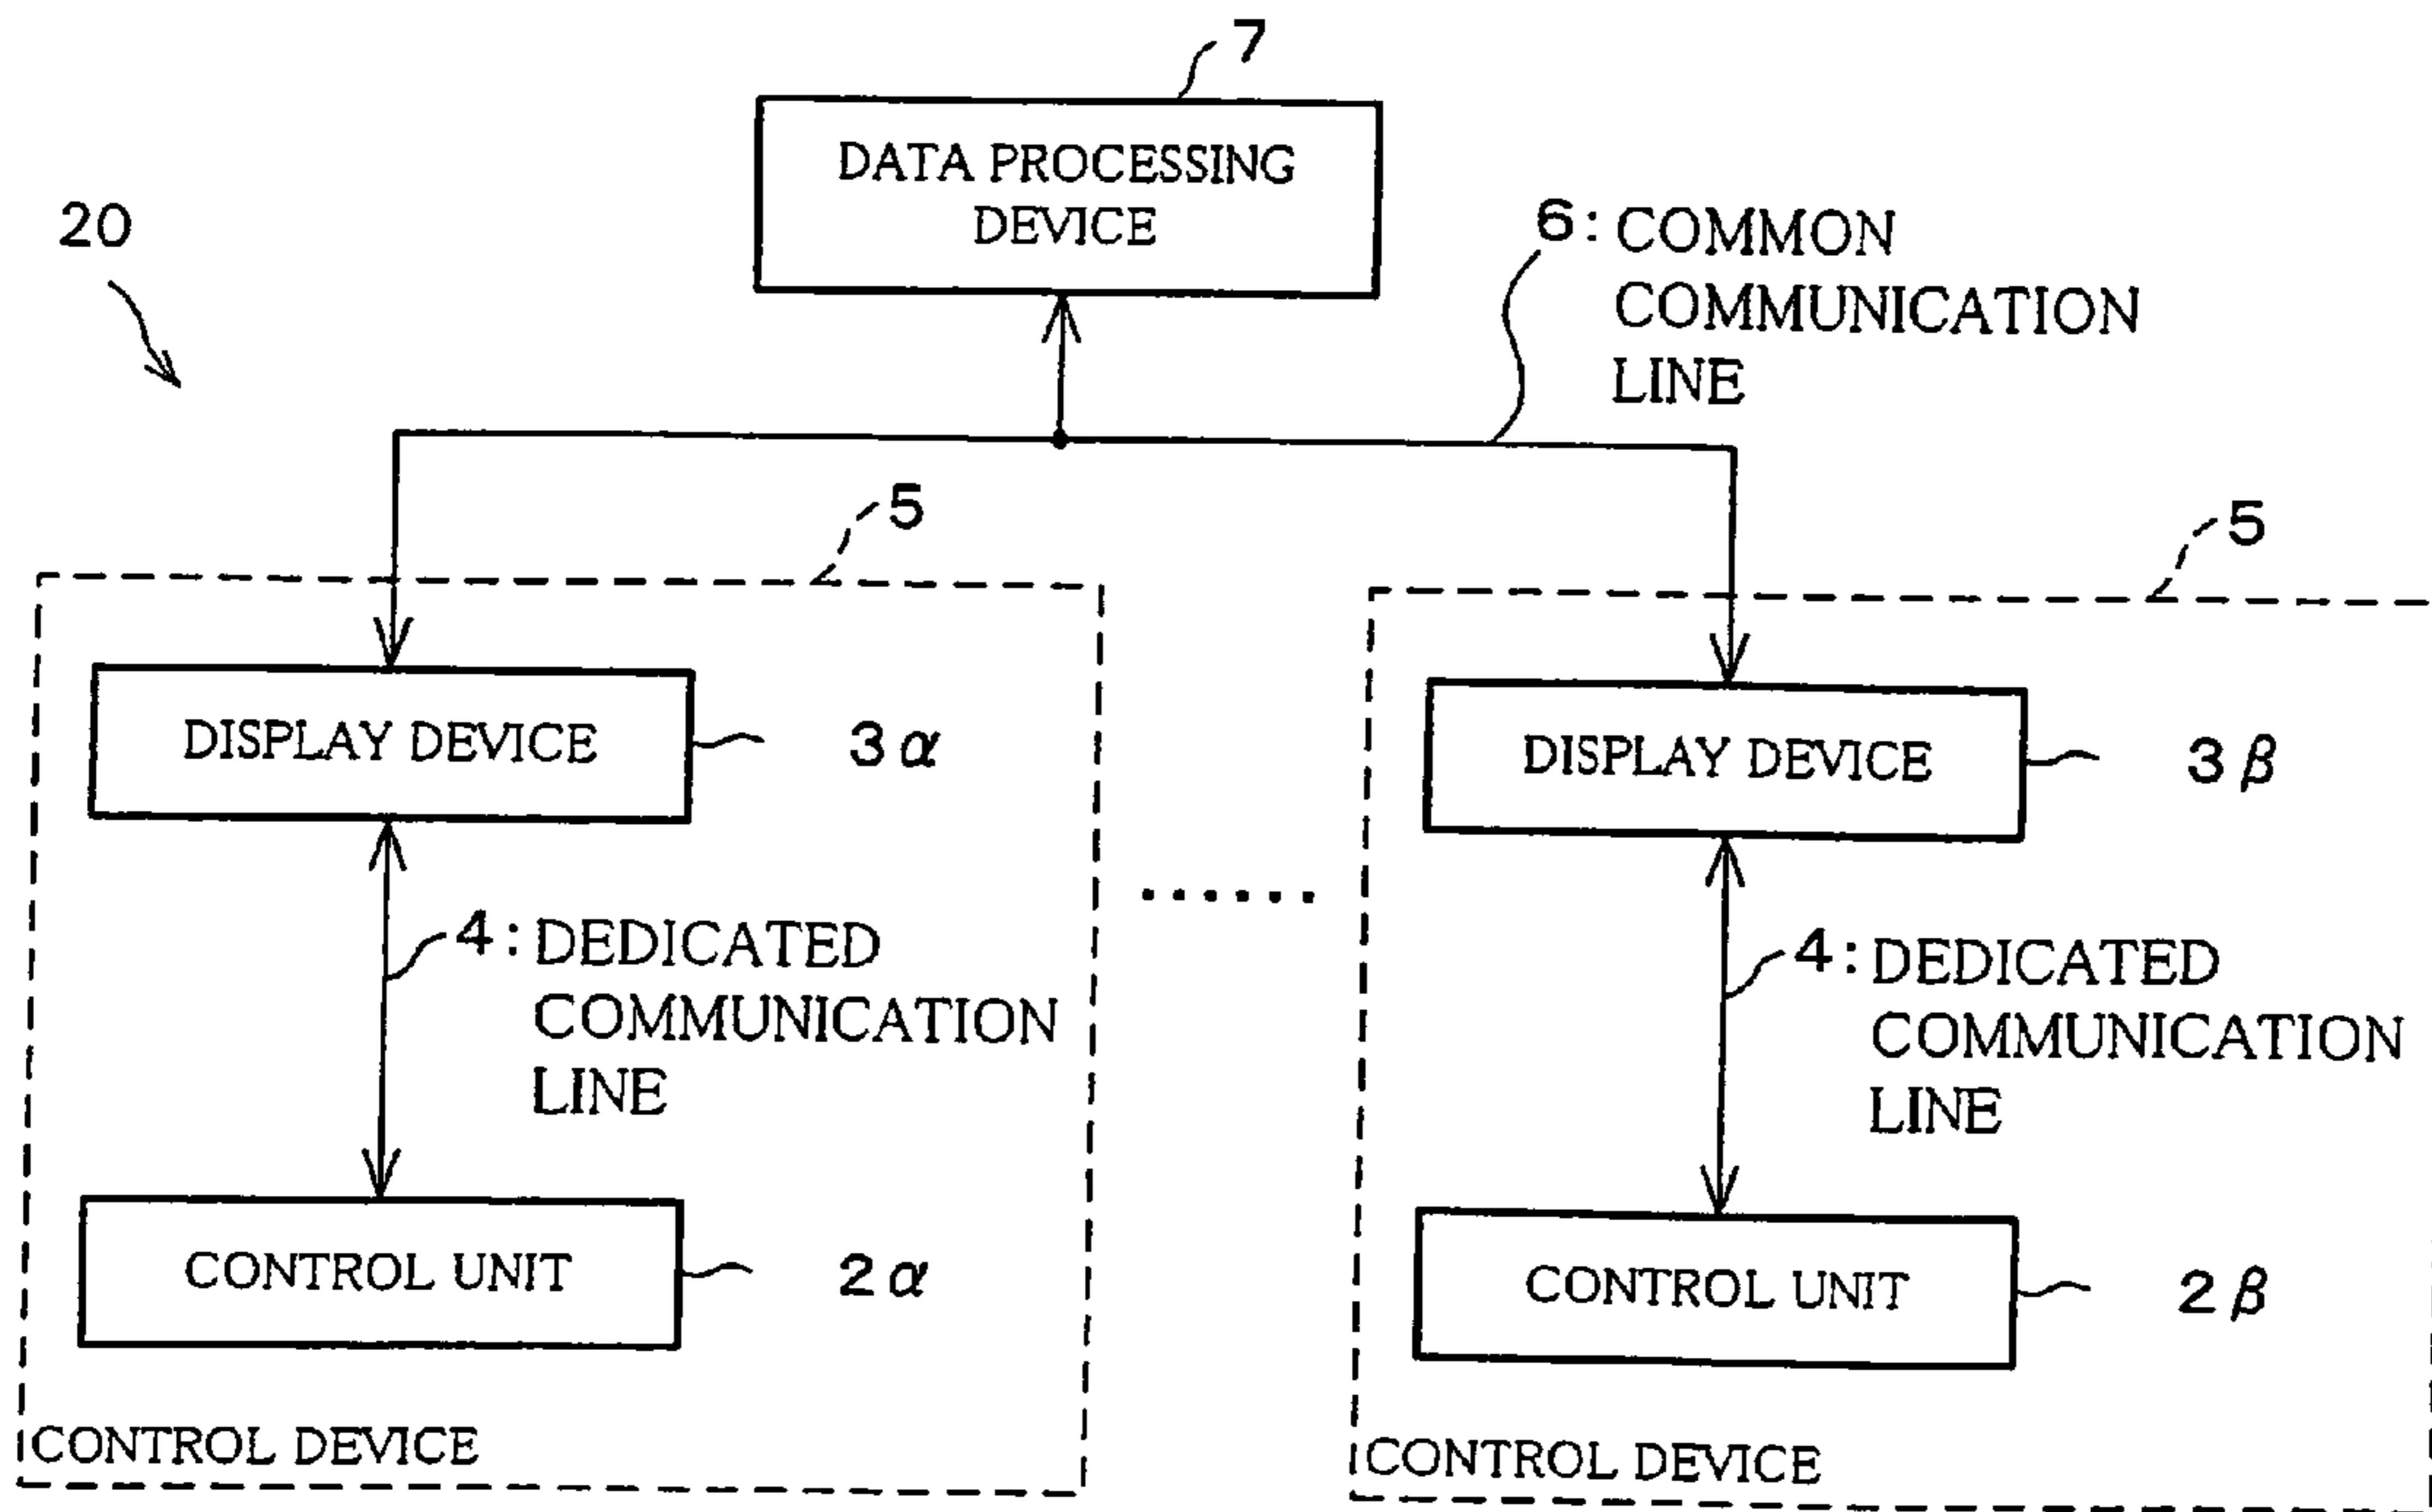 7
DATA PROCESSING
DEVICE
20
6: COMMON
COMMUNICATION
LINE
5
5
DISPLAY DEVICE
3α
DISPLAY DEVICE
3β
......
4: DEDICATED
COMMUNICATION
LINE
4: DEDICATED
COMMUNICATION
LINE
CONTROL UNIT
2α
CONTROL UNIT
2β
CONTROL DEVICE
CONTROL DEVICE